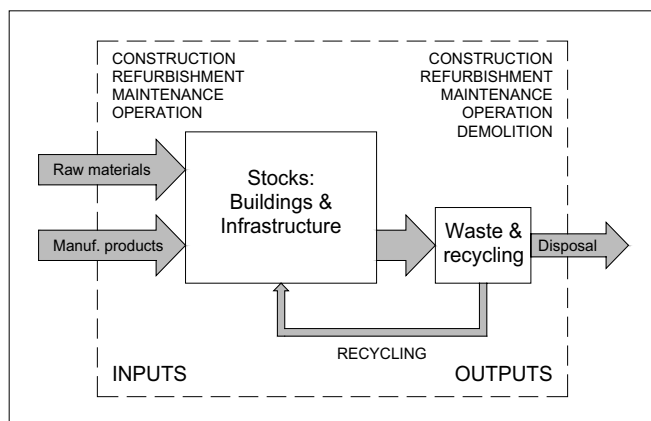 CONSTRUCTION
REFURBISHMENT
MAINTENANCE
OPERATION
CONSTRUCTION
REFURBISHMENT
MAINTENANCE
OPERATION
DEMOLITION
Raw materials
Manuf. products
Stocks:
Buildings &
Infrastructure
Waste &
recycling
Disposal
RECYCLING
INPUTS
OUTPUTS